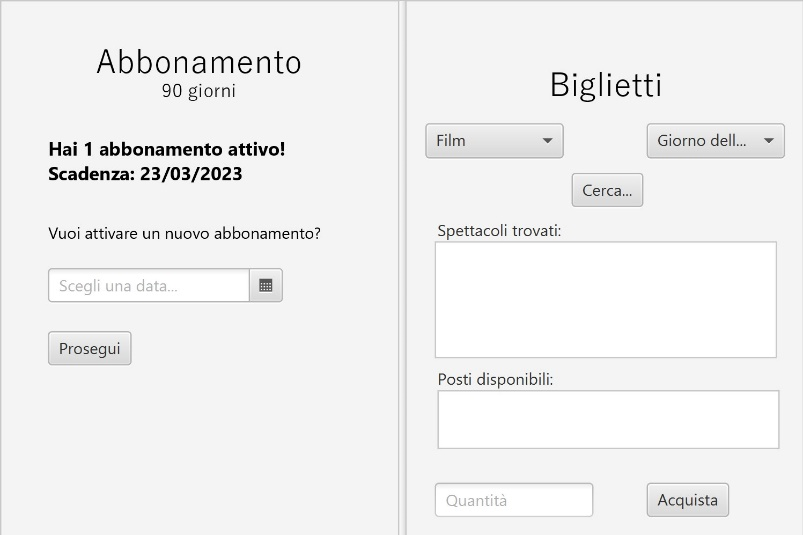 Abbonamento
90 giorni
Hai 1 abbonamento attivo!
Scadenza: 23/03/2023
Vuoi attivare un nuovo abbonamento?
Scegli una data...
Prosegui
Biglietti
Film
Giorno dell...
Cerca...
Spettacoli trovati:
Posti disponibili:
Quantità
Acquista